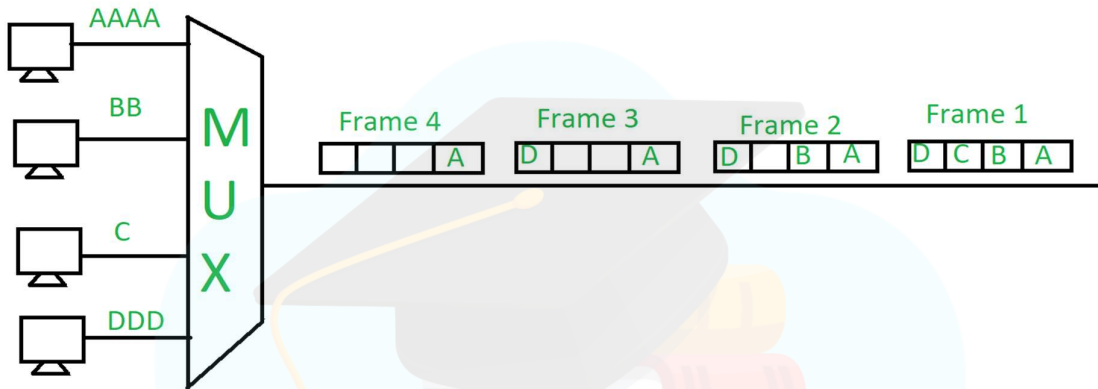 AAAA
BB
C
DDD
M
U
X
Frame 4
A
Frame 3
D A
Frame 2
D B A
Frame 1
D C B A